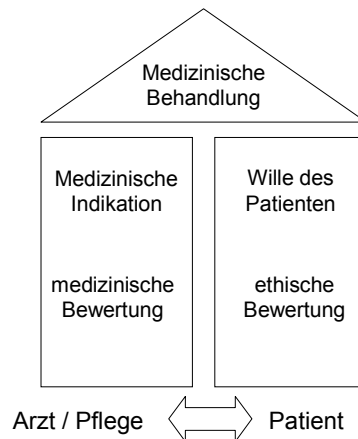 Medizinische
Behandlung
Medizinische
Indikation
medizinische
Bewertung
Wille des
Patienten
ethische
Bewertung
Arzt / Pflege
Patient